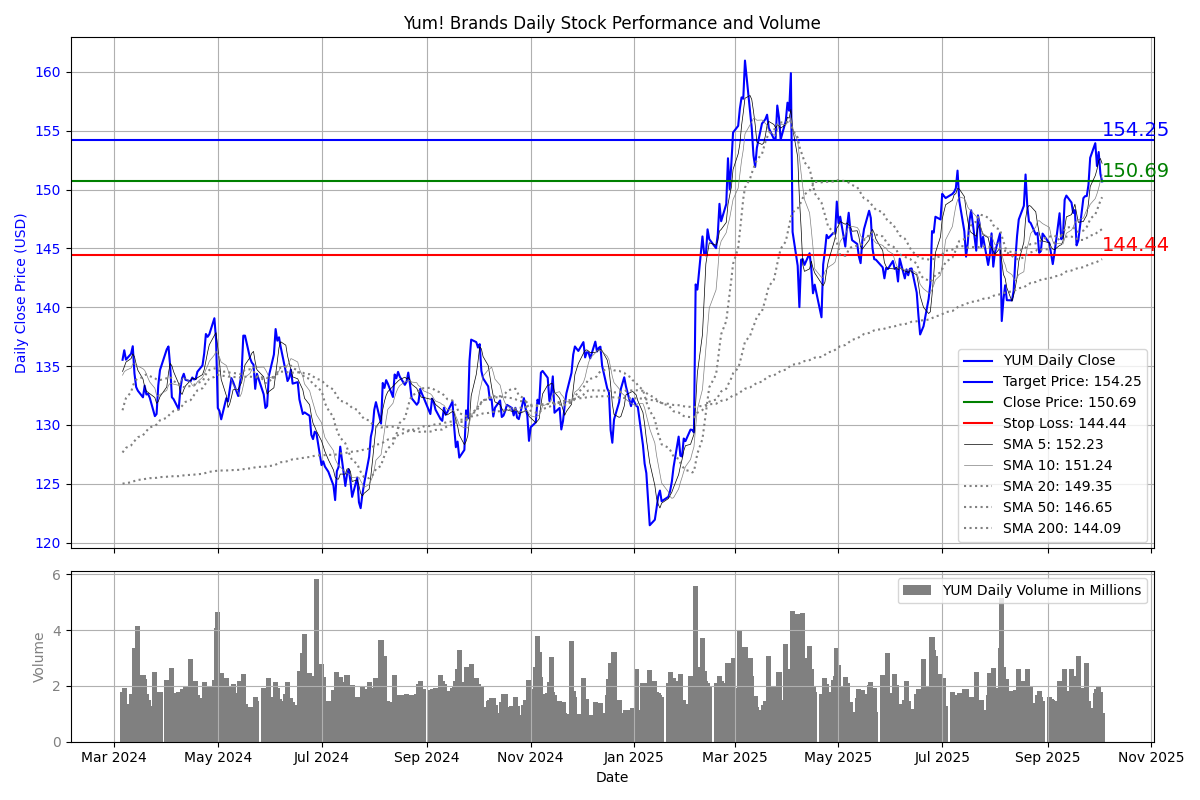 Yum! Brands Daily Stock Performance and Volume
Daily Close Price (USD)
160
155
150
145
140
135
130
125
120
154.25
150.69
144.44
YUM Daily Close
Target Price: 154.25
Close Price: 150.69
Stop Loss: 144.44
SMA 5: 152.23
SMA 10: 151.24
SMA 20: 149.35
SMA 50: 146.65
SMA 200: 144.09
Volume
6
4
2
0
YUM Daily Volume in Millions
Mar 2024 May 2024 Jul 2024 Sep 2024 Nov 2024 Jan 2025 Mar 2025 May 2025 Jul 2025 Sep 2025 Nov 2025
Date